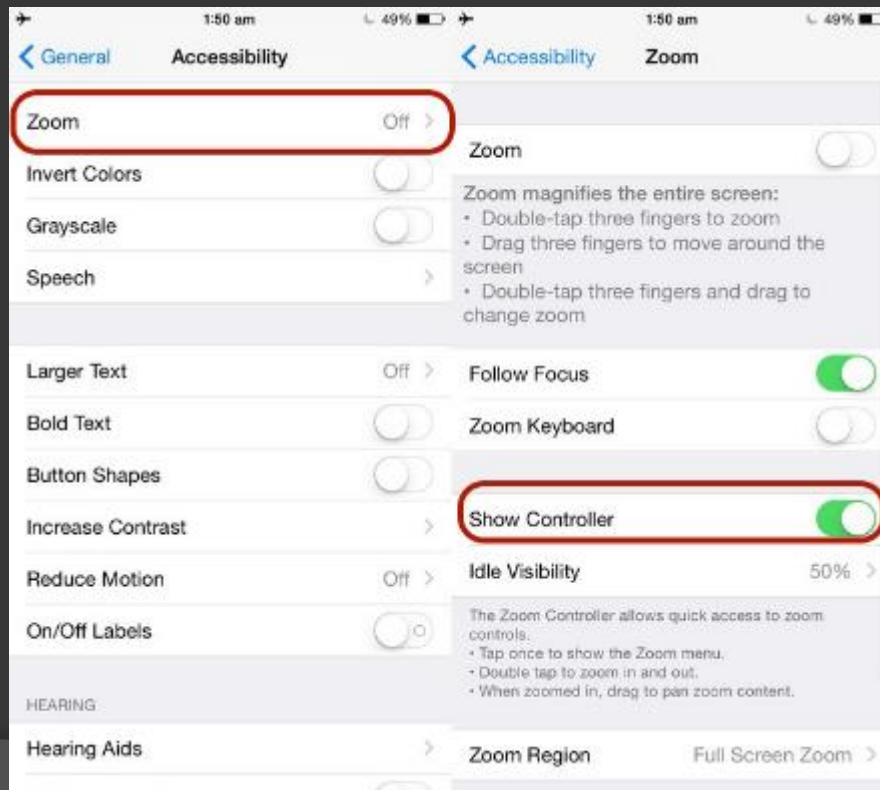 1:50 am
49%
General
Accessibility
Zoom
Off
Invert Colors
Grayscale
Speech
Larger Text
Off
Bold Text
Button Shapes
Increase Contrast
Reduce Motion
Off
On/Off Labels
HEARING
Hearing Aids
1:50 am
49%
Accessibility
Zoom
Zoom
Zoom magnifies the entire screen:
• Double-tap three fingers to zoom
• Drag three fingers to move around the
screen
• Double-tap three fingers and drag to
change zoom
Follow Focus
Zoom Keyboard
Show Controller
Idle Visibility
50%
The Zoom Controller allows quick access to zoom
controls.
• Tap once to show the Zoom menu.
• Double tap to zoom in and out.
• When zoomed in, drag to pan zoom content.
Zoom Region
Full Screen Zoom